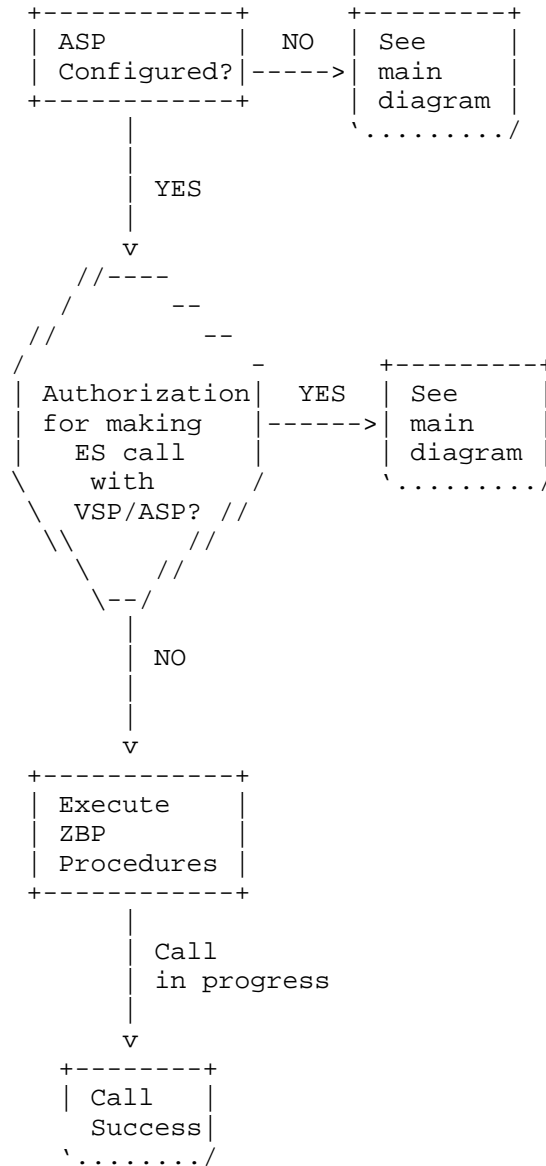 ASP
Configured?
NO
See
main
diagram
YES
Authorization
for making
ES call
with
VSP/ASP?
YES
See
main
diagram
NO
Execute
ZBP
Procedures
Call
in progress
Call
Success